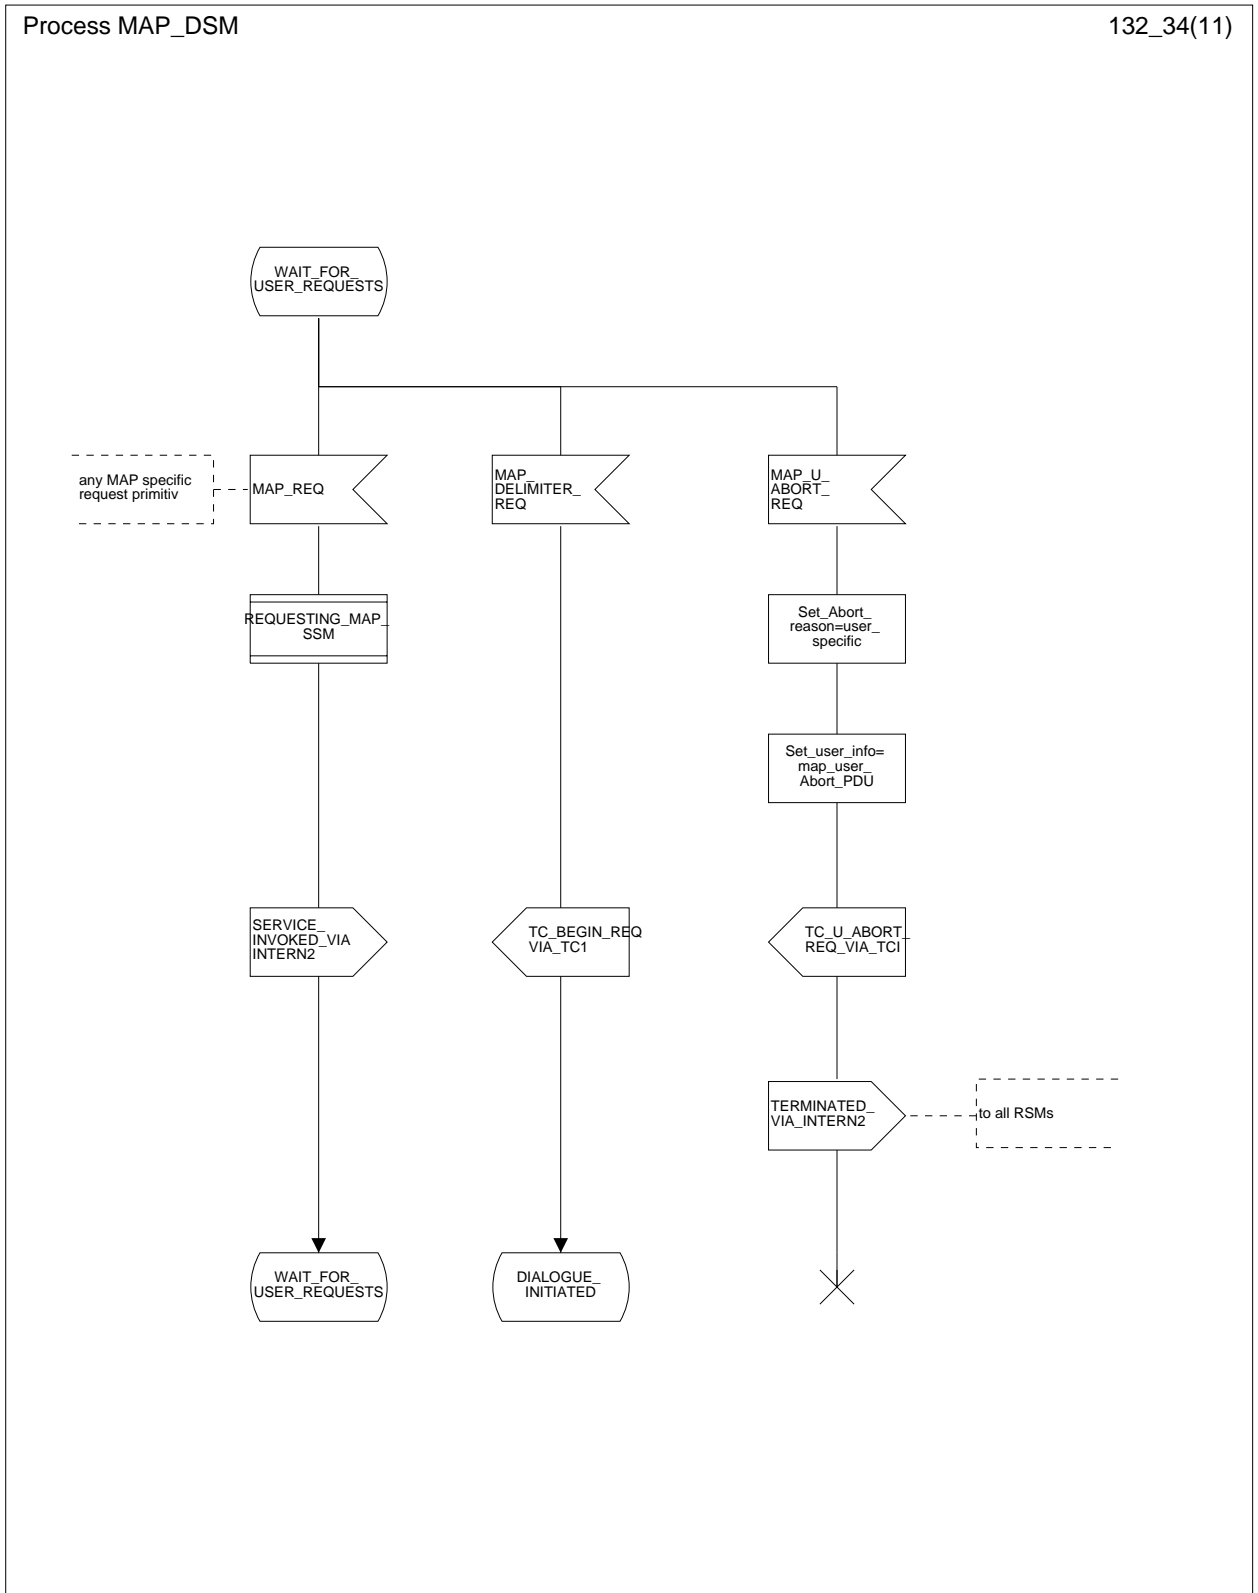 Process MAP_DSM
132_34(11)
WAIT_FOR_
USER_REQUESTS
any MAP specific
request primitiv
MAP_REQ
MAP_
DELIMITER_
REQ
MAP_U_
ABORT_
REQ
REQUESTING_MAP_
SSM
Set_Abort_
reason=user_
specific
Set_user_info=
map_user_
Abort_PDU
SERVICE_
INVOKED_VIA
INTERN2
TC_BEGIN_REQ
VIA_TC1
TC_U_ABORT_
REQ_VIA_TCI
TERMINATED_
VIA_INTERN2
to all RSMs
WAIT_FOR_
USER_REQUESTS
DIALOGUE_
INITIATED